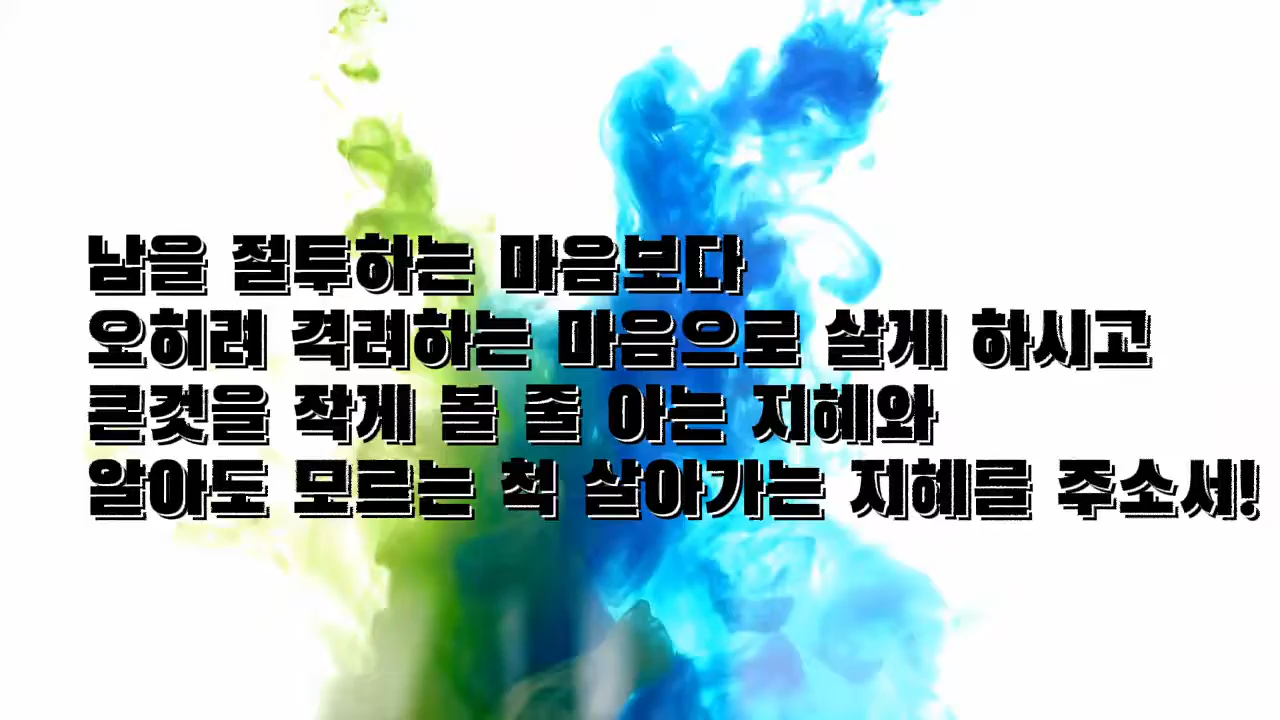 남을 절투하는 마음보다
오히려 격려하는 마음으로 살게 하시고
큰것을 작게 볼 줄 아는 지혜와
알아도 모르는 척 살아가는 지혜를 주소서!